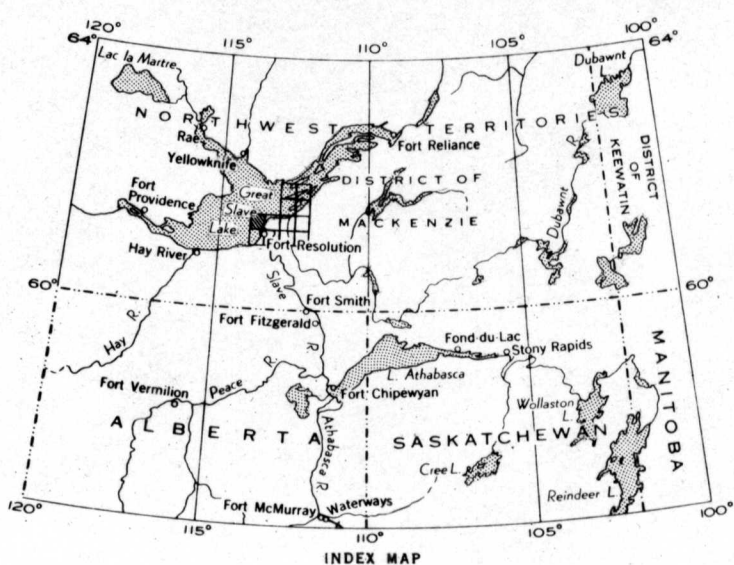 120°
115°
110°
105°
100°
64°
64°
Lac la Martre
Dubawnt
L.
NORTHWEST TERRITORIES
Rae
Yellowknife
Fort Reliance
DISTRICT
OF
KEEWATIN
Fort
Providence
Great
Slave
Lake
DISTRICT OF
MACKENZIE
Dubawnt R.
Hay River
Fort Resolution
60°
60°
Slave R.
Fort Smith
Fort Fitzgerald
Hay R.
Fond-du-Lac
Stony Rapids
L. Athabasca
MANITOBA
Fort Vermilion
Peace R.
Fort Chipewyan
Wollaston
L.
ALBERTA
Athabasca R.
SASKATCHEWAN
Cree L.
Reindeer L.
Fort McMurray
Waterways
120°
115°
110°
105°
100°
INDEX MAP